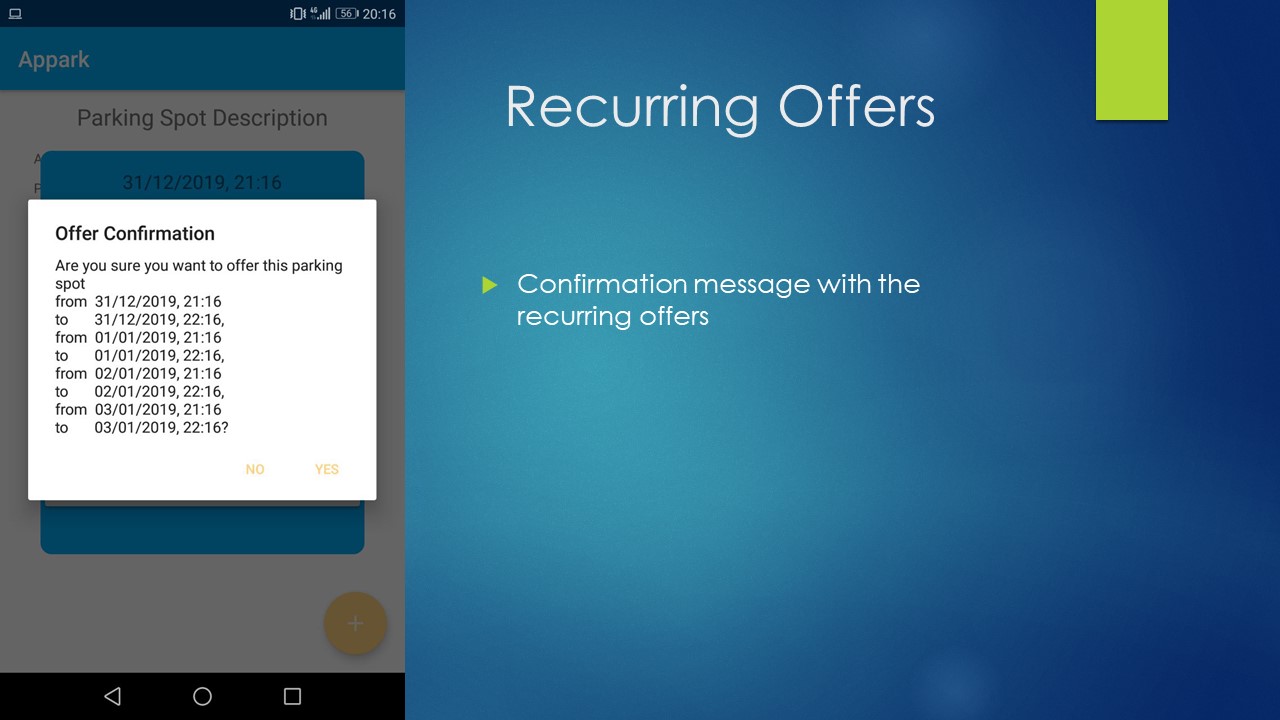 56 20:16
Appark
Parking Spot Description
A
P
31/12/2019, 21:16
Offer Confirmation
Are you sure you want to offer this parking
spot
from 31/12/2019, 21:16
to 31/12/2019, 22:16,
from 01/01/2019, 21:16
to 01/01/2019, 22:16,
from 02/01/2019, 21:16
to 02/01/2019, 22:16,
from 03/01/2019, 21:16
to 03/01/2019, 22:16?
NO YES
+
Recurring Offers
Confirmation message with the
recurring offers